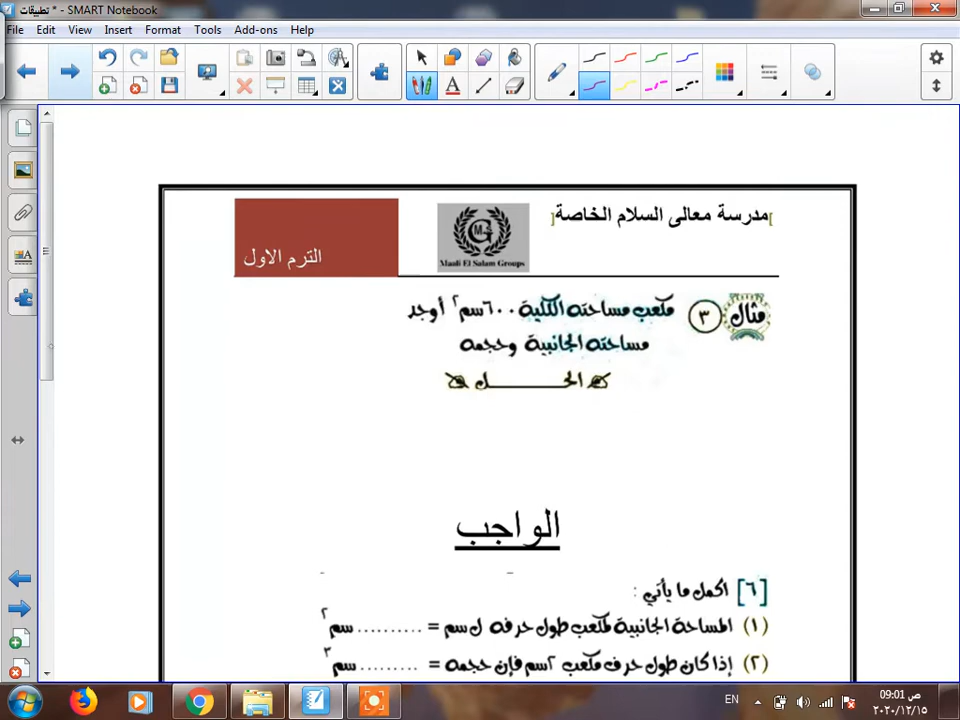 تطبيقات * - SMART Notebook
File Edit View Insert Format Tools Add-ons Help
[مدرسة معالى السلام الخاصة]
MG
Maali El Salam Groups
الترم الاول
مثال ٣ مكعب مساحته الكلية ٦٠٠ سم٢ أوجد
مساحته الجانبية وحجمه
الحـــــــــل
الواجب
[٦] اكمل ما يأتي :
(١) المساحة الجانبية لمكعب طول حرفه ل سم = .......... سم٢
(٢) إذا كان طول حرف مكعب ٢سم فإن حجمه = ......... سم٣
EN
09:01 ص
٢٠٢٠/١٢/١٥